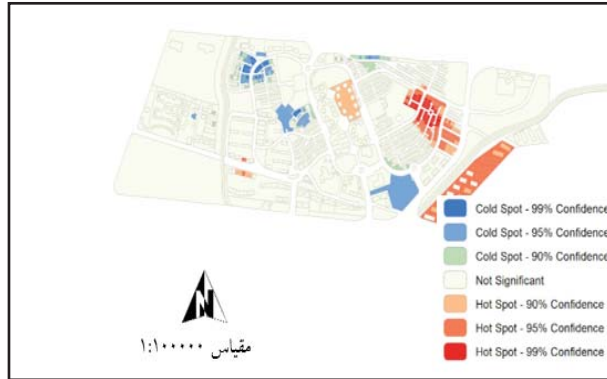 Cold Spot - 99% Confidence
Cold Spot - 95% Confidence
Cold Spot - 90% Confidence
Not Significant
Hot Spot - 90% Confidence
Hot Spot - 95% Confidence
Hot Spot - 99% Confidence
N
مقياس ١:١٠٠٠٠٠